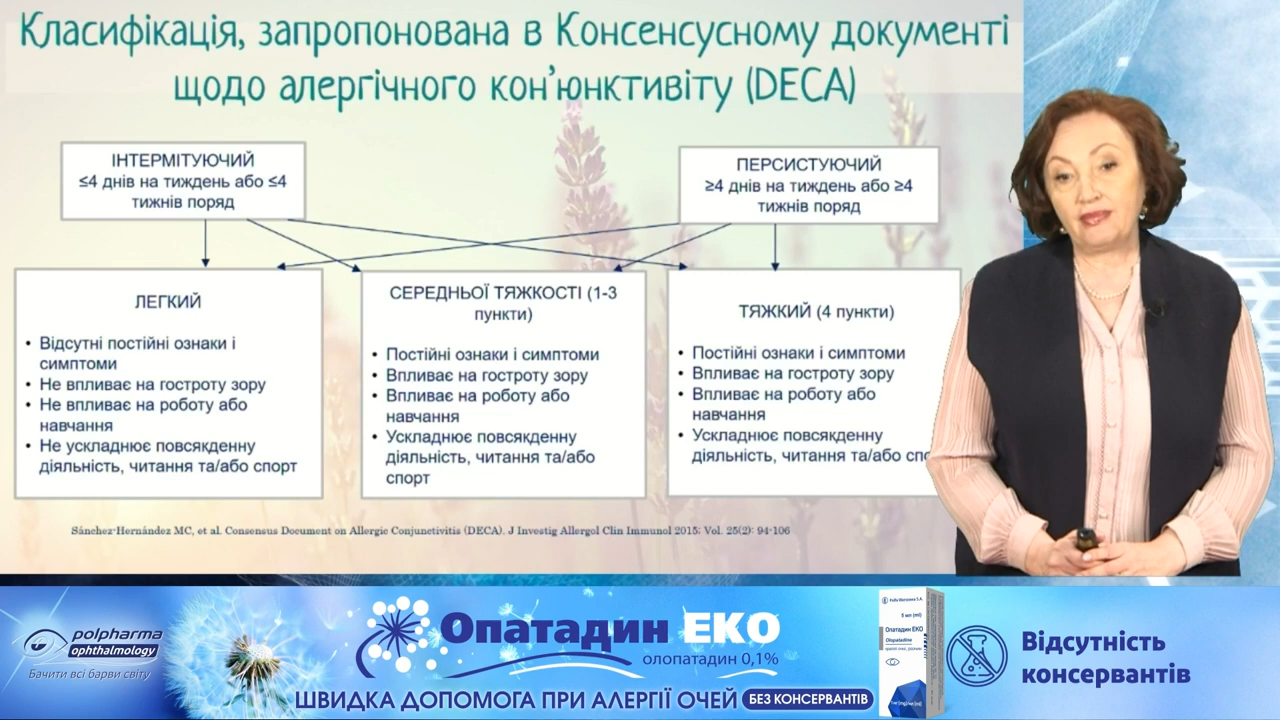 Класифікація, запропонована в Консенсусному документі
щодо алергічного кон’юнктивіту (DECA)
ІНТЕРМІТУЮЧИЙ
≤4 днів на тиждень або ≤4
тижнів поряд
ПЕРСИСТУЮЧИЙ
≥4 днів на тиждень або ≥4
тижнів поряд
ЛЕГКИЙ
• Відсутні постійні ознаки і
симптоми
• Не впливає на гостроту зору
• Не впливає на роботу або
навчання
• Не ускладнює повсякденну
діяльність, читання та/або спорт
СЕРЕДНЬОЇ ТЯЖКОСТІ (1-3
пункти)
• Постійні ознаки і симптоми
• Впливає на гостроту зору
• Впливає на роботу або
навчання
• Ускладнює повсякденну
діяльність, читання та/або
спорт
ТЯЖКИЙ (4 пункти)
• Постійні ознаки і симптоми
• Впливає на гостроту зору
• Впливає на роботу або
навчання
• Ускладнює повсякденну
діяльність, читання та/або
Sánchez-Hernández MC, et al. Consensus Document on Allergic Conjunctivitis (DECA). J Investig Allergol Clin Immunol 2015; Vol. 25(2): 94-106
polpharma
ophthalmology
Бачити всі барви світу
Опатадин ЕКО
олопатадин 0,1%
ШВИДКА ДОПОМОГА ПРИ АЛЕРГІЇ ОЧЕЙ БЕЗ КОНСЕРВАНТІВ
5 мл (ml)
Опатадин ЕКО
Olopatadine
Відсутність
консервантів